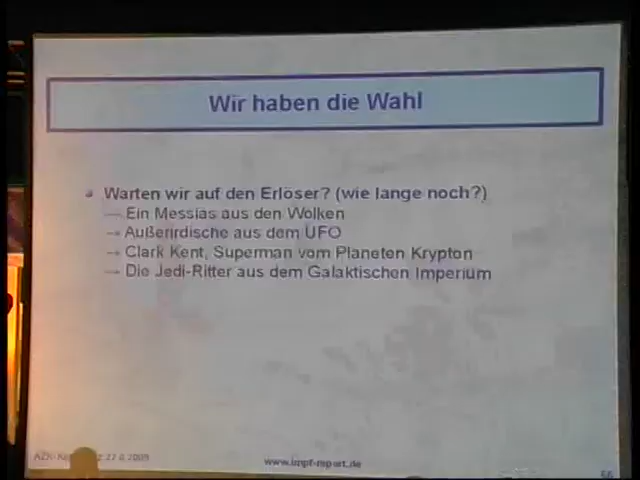 Wir haben die Wahl
Warten wir auf den Erlöser? (wie lange noch?)
→ Ein Messias aus den Wolken
→ Außerirdische aus dem UFO
→ Clark Kent, Superman vom Planeten Krypton
→ Die Jedi-Ritter aus dem Galaktischen Imperium
www.impf-report.de
66